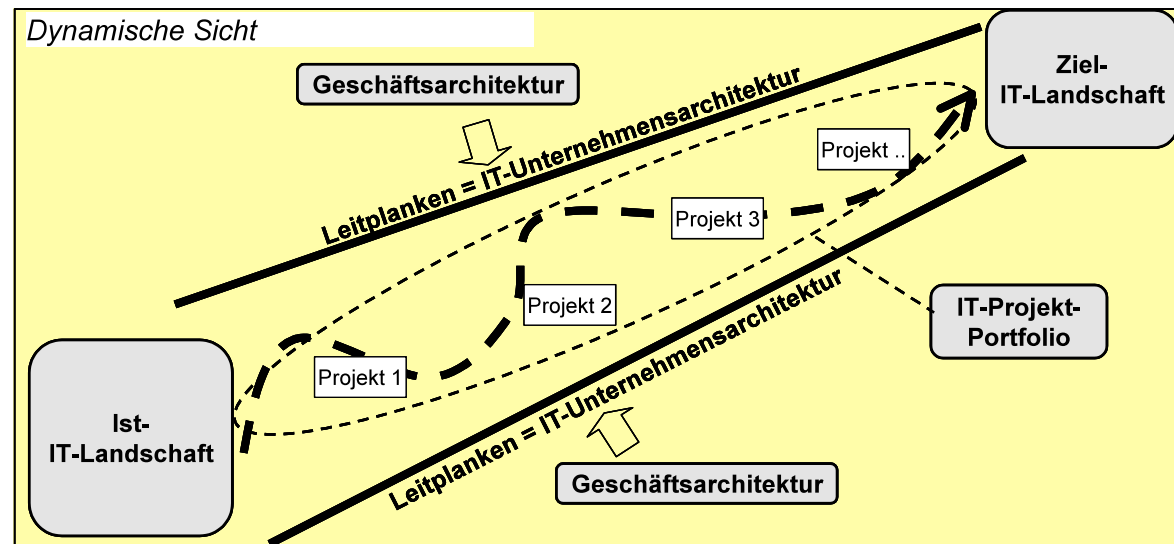 Dynamische Sicht
Geschäftsarchitektur
Ziel-
IT-Landschaft
Leitplanken = IT-Unternehmensarchitektur
Projekt ..
Projekt 3
Projekt 2
Projekt 1
IT-Projekt-
Portfolio
Ist-
IT-Landschaft
Leitplanken = IT-Unternehmensarchitektur
Geschäftsarchitektur